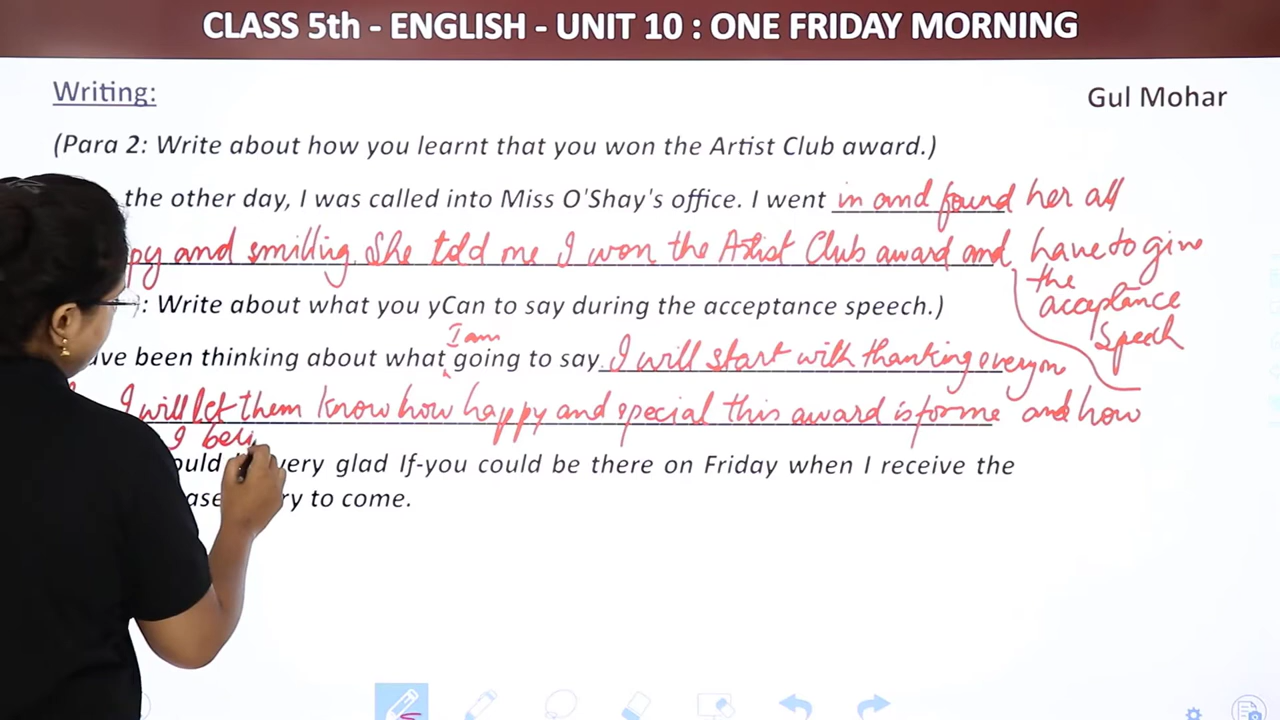 CLASS 5th - ENGLISH - UNIT 10 : ONE FRIDAY MORNING
Writing:
Gul Mohar
(Para 2: Write about how you learnt that you won the Artist Club award.)
the other day, I was called into Miss O'Shay's office. I went in and found her all
and smilling. She told me I won the Artist Club award and have to give
the
acceptance
speech
: Write about what you yCan to say during the acceptance speech.)
I am
been thinking about what going to say. I will start with thanking everyone
I will let them know how happy and special this award is for me and how
I
very glad If-you could be there on Friday when I receive the
to come.